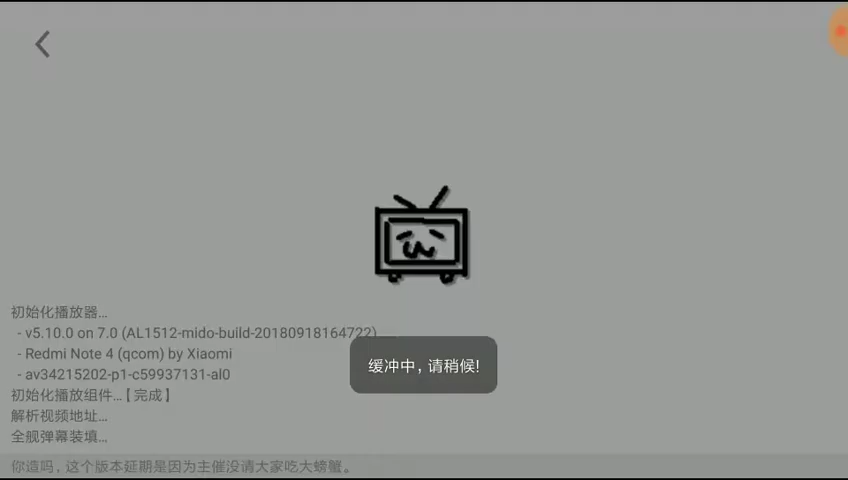 初始化播放器...
- v5.10.0 on 7.0 (AL1512-mido-build-20180918164722)...
- Redmi Note 4 (qcom) by Xiaomi
- av34215202-p1-c59937131-al0
缓冲中，请稍候!
初始化播放组件...【完成】
解析视频地址...
全舰弹幕装填...
你造吗，这个版本延期是因为主催没请大家吃大螃蟹。